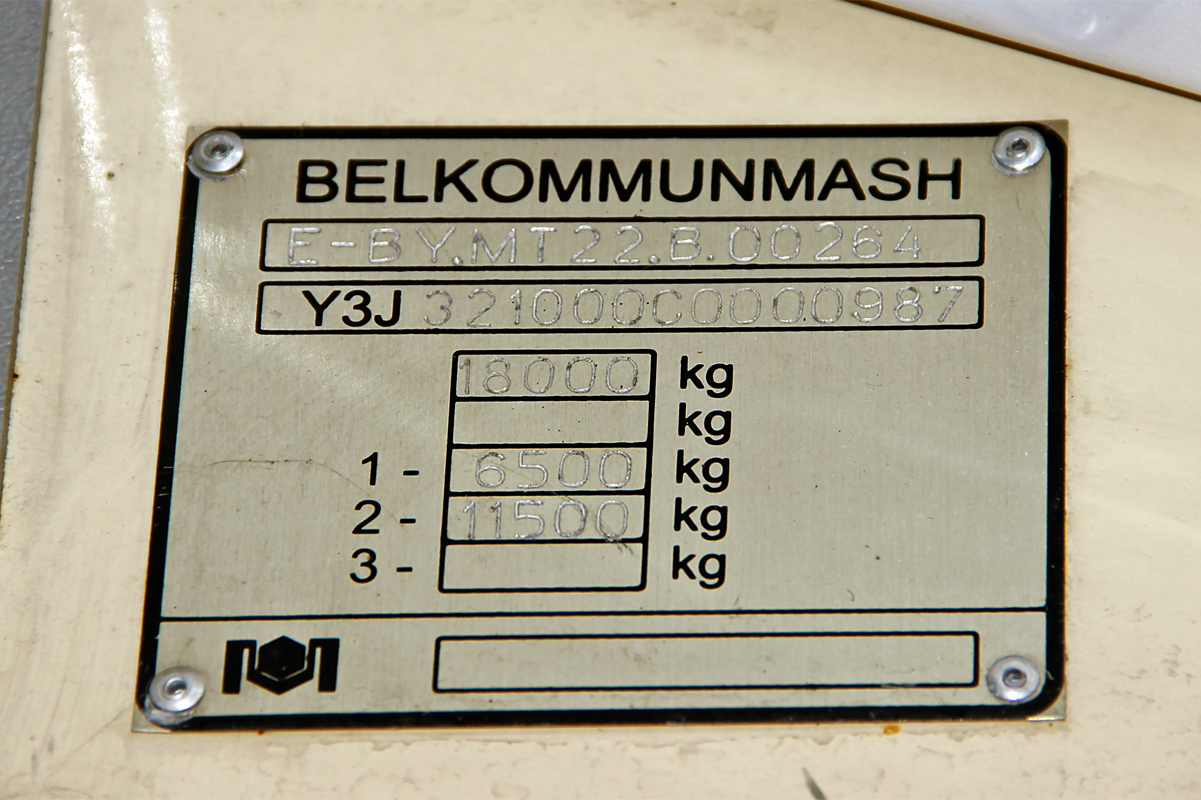 BELKOMMUNMASH
E-BY.MT22.B.00264
Y3J 321000C0000987
18000 kg
kg
1 - 6500 kg
2 - 11500 kg
3 - kg